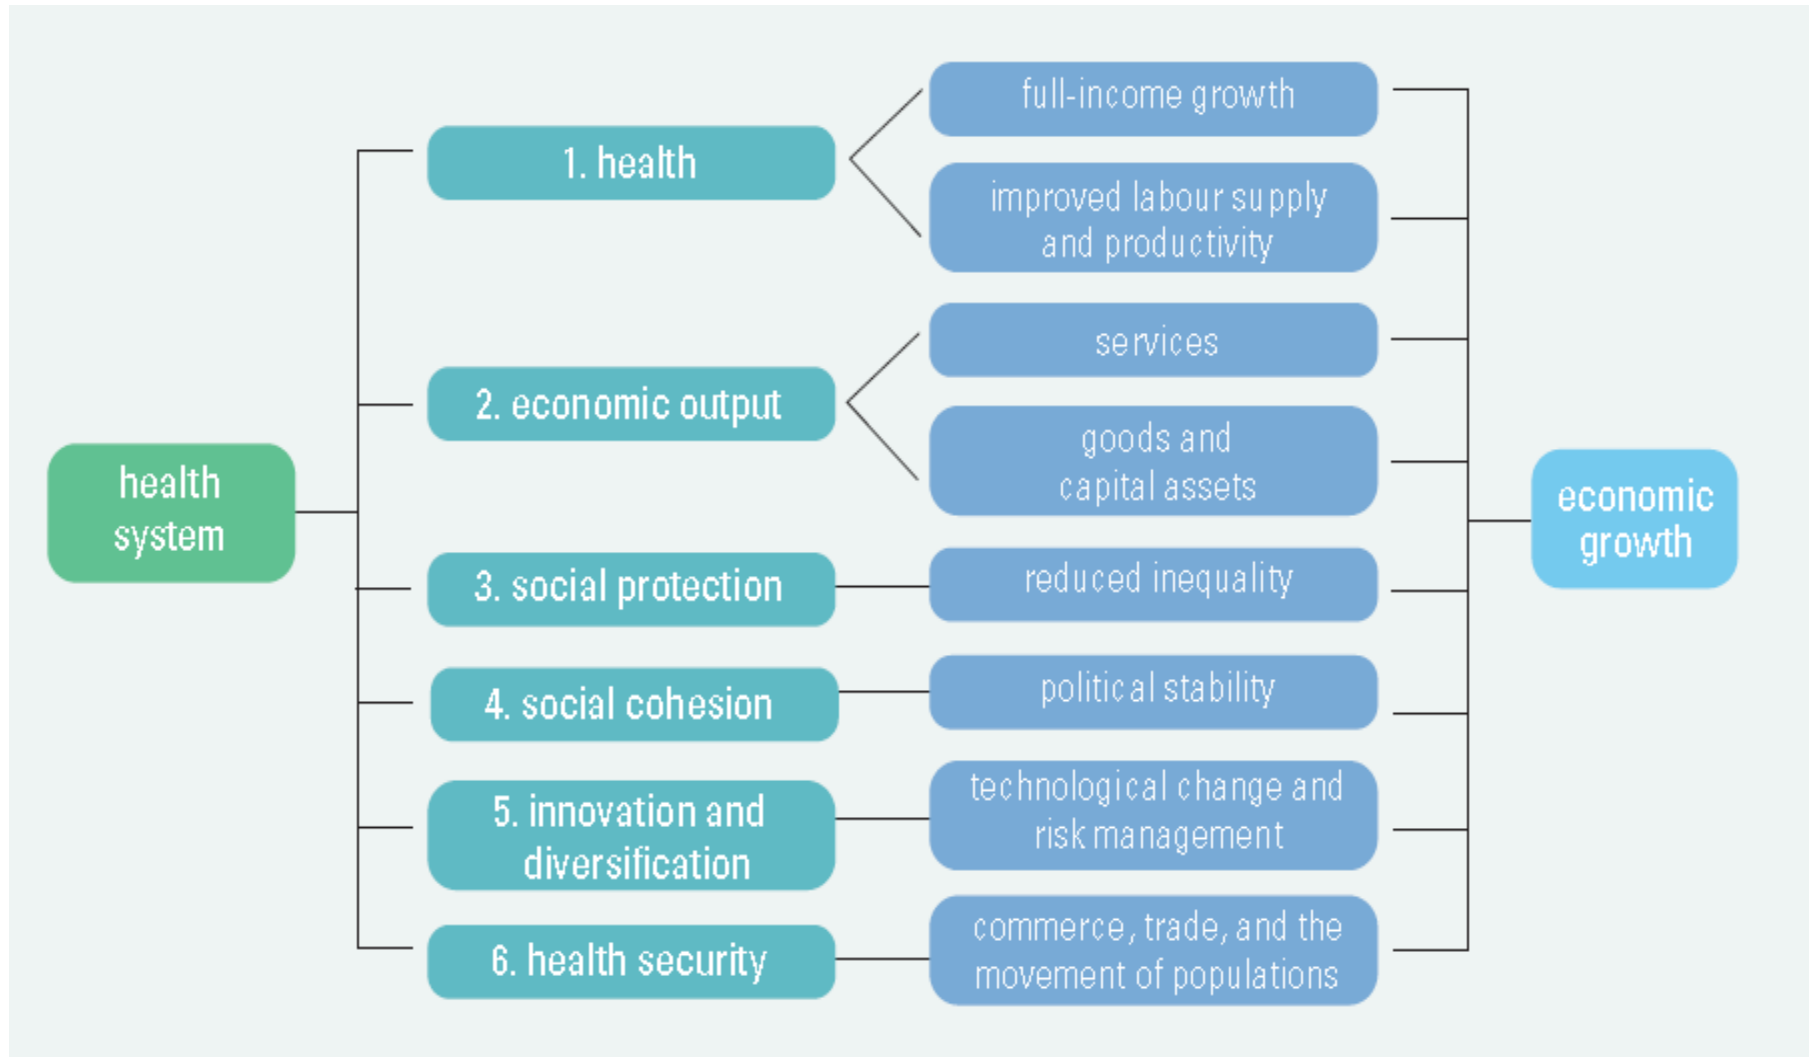 health
system
1. health
full-income growth
improved labour supply
and productivity
2. economic output
services
goods and
capital assets
3. social protection
reduced inequality
4. social cohesion
political stability
5. innovation and
diversification
technological change and
risk management
6. health security
commerce, trade, and the
movement of populations
economic
growth